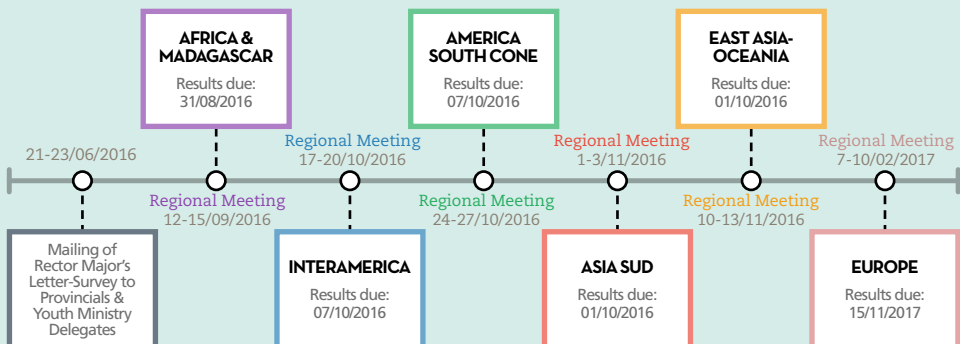 21-23/06/2016
Mailing of
Rector Major's
Letter-Survey to
Provincials &
Youth Ministry
Delegates
AFRICA &
MADAGASCAR
Results due:
31/08/2016
Regional Meeting
12-15/09/2016
Regional Meeting
17-20/10/2016
INTERAMERICA
Results due:
07/10/2016
AMERICA
SOUTH CONE
Results due:
07/10/2016
Regional Meeting
24-27/10/2016
Regional Meeting
1-3/11/2016
ASIA SUD
Results due:
01/10/2016
EAST ASIA-
OCEANIA
Results due:
01/10/2016
Regional Meeting
10-13/11/2016
Regional Meeting
7-10/02/2017
EUROPE
Results due:
15/11/2017